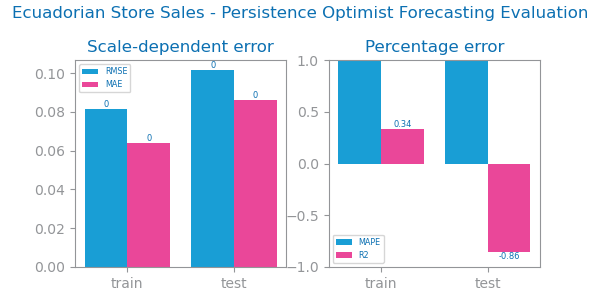 Ecuadorian Store Sales - Persistence Optimist Forecasting Evaluation
Scale-dependent error
0.10
0.08
0.06
0.04
0.02
0.00
RMSE
MAE
0
0
0
0
train
test
Percentage error
1.0
0.5
0.0
−0.5
−1.0
0.34
-0.86
MAPE
R2
train
test